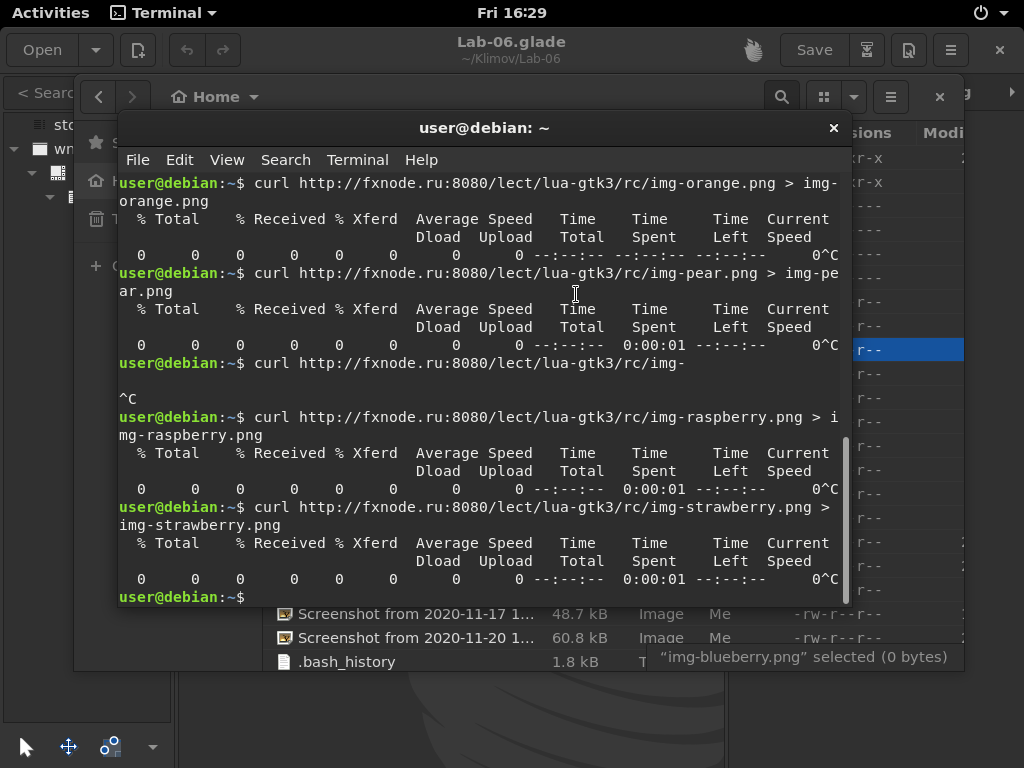 Activities Terminal Fri 16:29
Open Lab-06.glade Save
~/Klimov/Lab-06
< Searc Home
user@debian: ~
File Edit View Search Terminal Help
user@debian:~$ curl http://fxnode.ru:8080/lect/lua-gtk3/rc/img-orange.png > img-
orange.png
% Total % Received % Xferd Average Speed Time Time Time Current
Dload Upload Total Spent Left Speed
0 0 0 0 0 0 0 0 --:--:-- --:--:-- --:--:-- 0^C
user@debian:~$ curl http://fxnode.ru:8080/lect/lua-gtk3/rc/img-pear.png > img-pe
ar.png
% Total % Received % Xferd Average Speed Time Time Time Current
Dload Upload Total Spent Left Speed
0 0 0 0 0 0 0 0 --:--:-- 0:00:01 --:--:-- 0^C
user@debian:~$ curl http://fxnode.ru:8080/lect/lua-gtk3/rc/img-
^C
user@debian:~$ curl http://fxnode.ru:8080/lect/lua-gtk3/rc/img-raspberry.png > i
mg-raspberry.png
% Total % Received % Xferd Average Speed Time Time Time Current
Dload Upload Total Spent Left Speed
0 0 0 0 0 0 0 0 --:--:-- 0:00:01 --:--:-- 0^C
user@debian:~$ curl http://fxnode.ru:8080/lect/lua-gtk3/rc/img-strawberry.png >
img-strawberry.png
% Total % Received % Xferd Average Speed Time Time Time Current
Dload Upload Total Spent Left Speed
0 0 0 0 0 0 0 0 --:--:-- 0:00:01 --:--:-- 0^C
user@debian:~$
Screenshot from 2020-11-17 1... 48.7 kB Image Me -rw-r--r--
Screenshot from 2020-11-20 1... 60.8 kB Image Me -rw-r--r--
.bash_history 1.8 kB
“img-blueberry.png” selected (0 bytes)